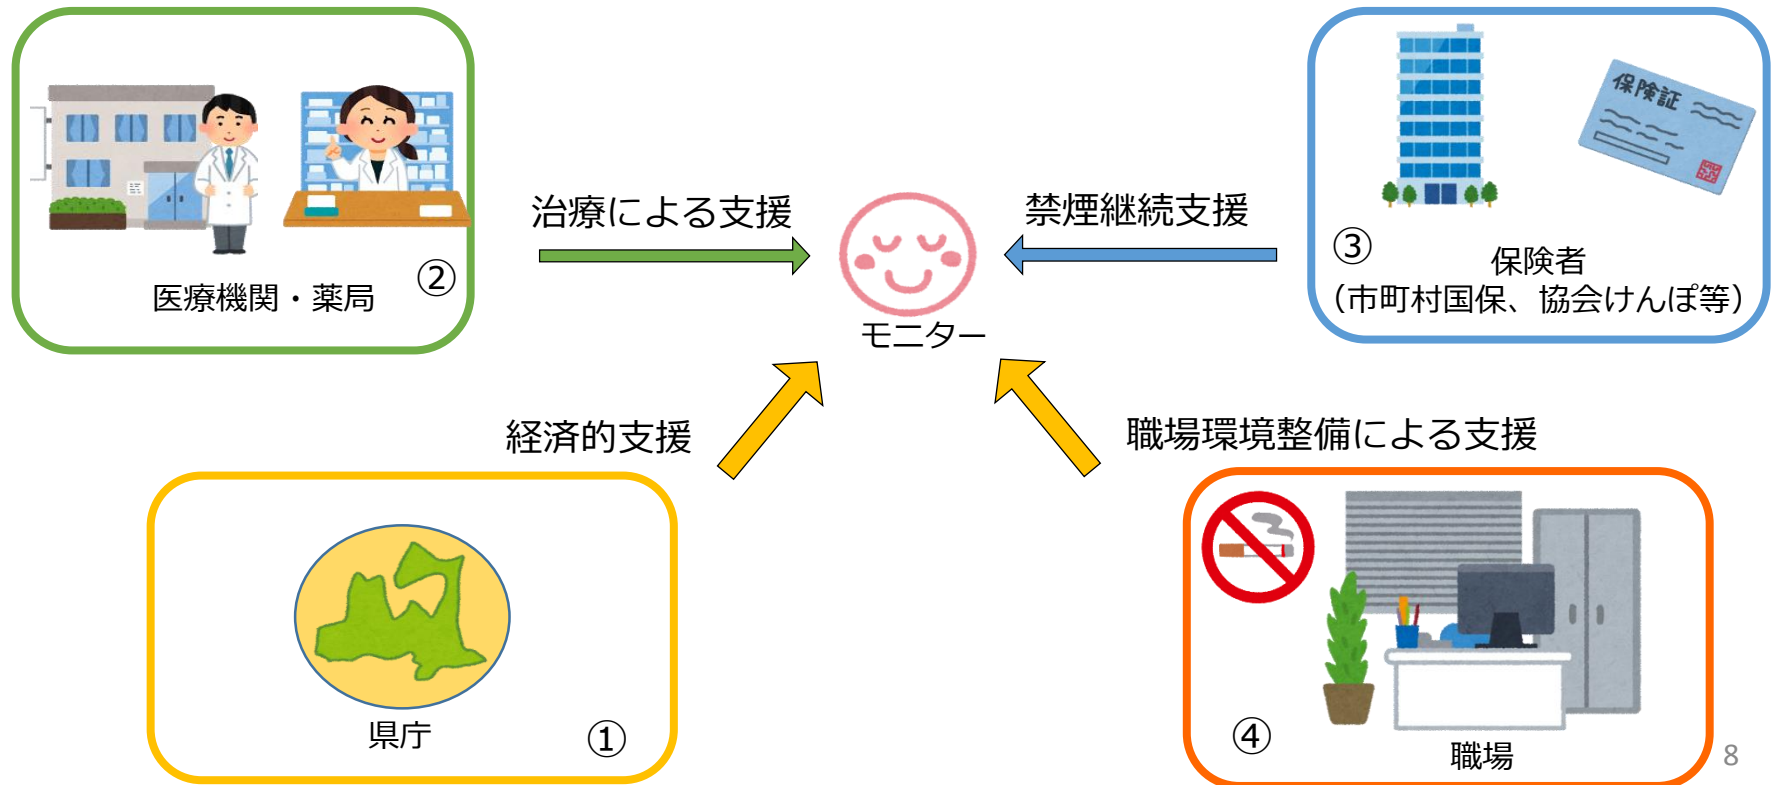 保険証
治療による支援
禁煙継続支援
②
医療機関・薬局
③
保険者
（市町村国保、協会けんぽ等）
モニター
経済的支援
職場環境整備による支援
県庁
①
④
職場
8